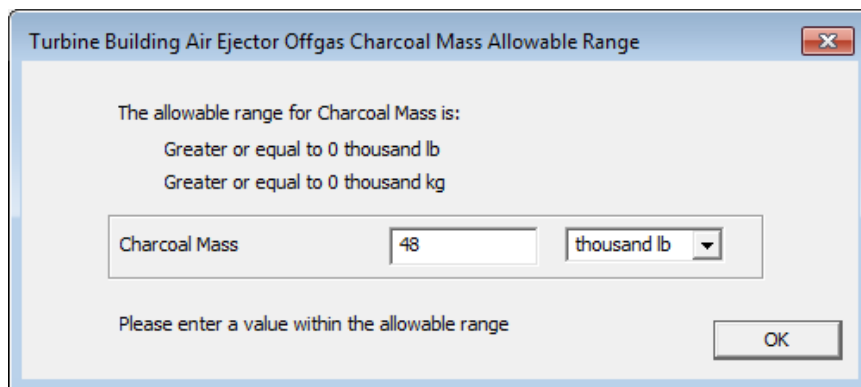 Turbine Building Air Ejector Offgas Charcoal Mass Allowable Range
The allowable range for Charcoal Mass is:
Greater or equal to 0 thousand lb
Greater or equal to 0 thousand kg
Charcoal Mass 48 thousand lb
Please enter a value within the allowable range
OK